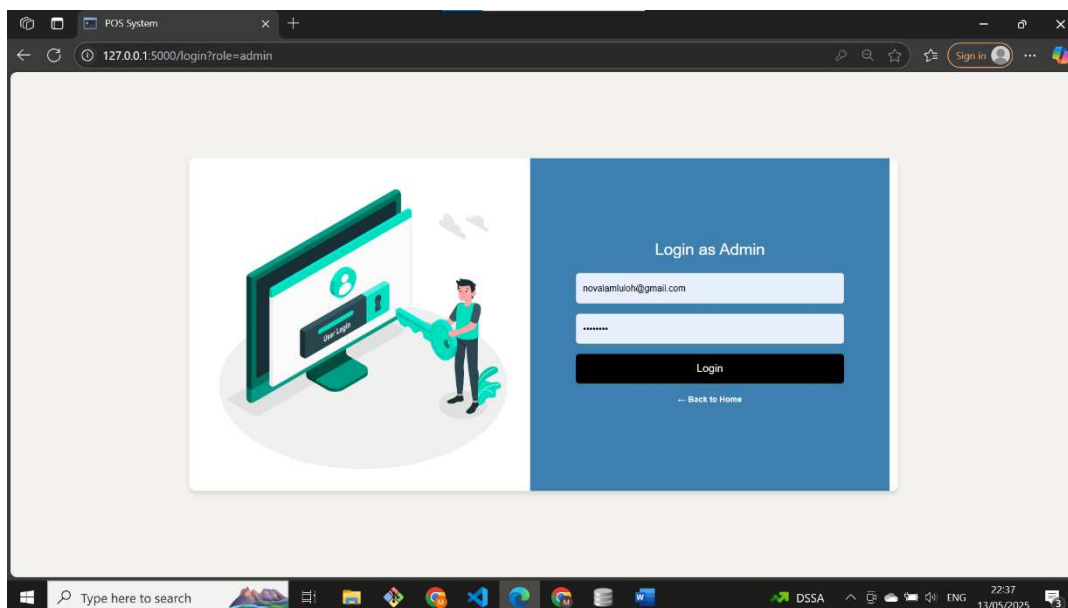 POS System
127.0.0.1:5000/login?role=admin
Sign in
User Login
Login as Admin
novalamluloh@gmail.com
••••••••
Login
← Back to Home
Type here to search
DSSA
ENG
22:37
13/05/2025
3